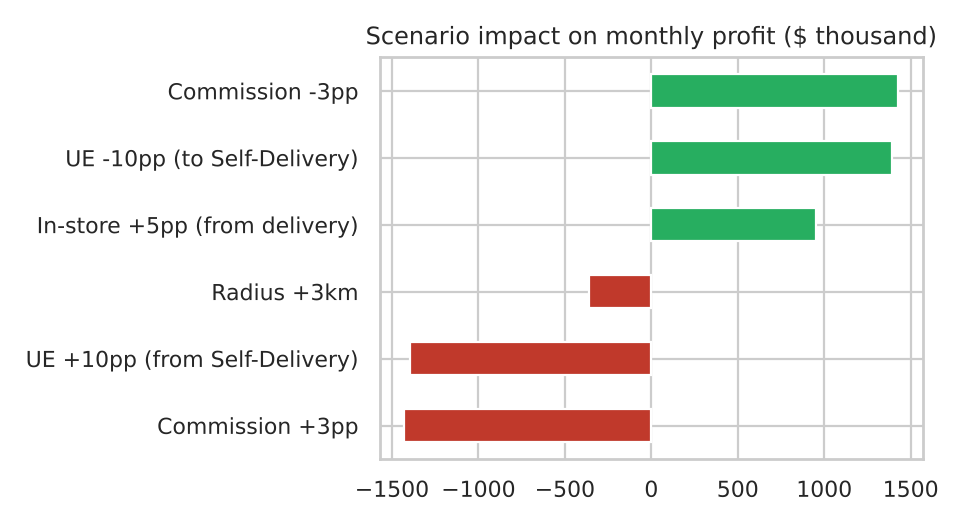 Scenario impact on monthly profit ($ thousand)
Commission -3pp
UE -10pp (to Self-Delivery)
In-store +5pp (from delivery)
Radius +3km
UE +10pp (from Self-Delivery)
Commission +3pp
−1500 −1000 −500 0 500 1000 1500